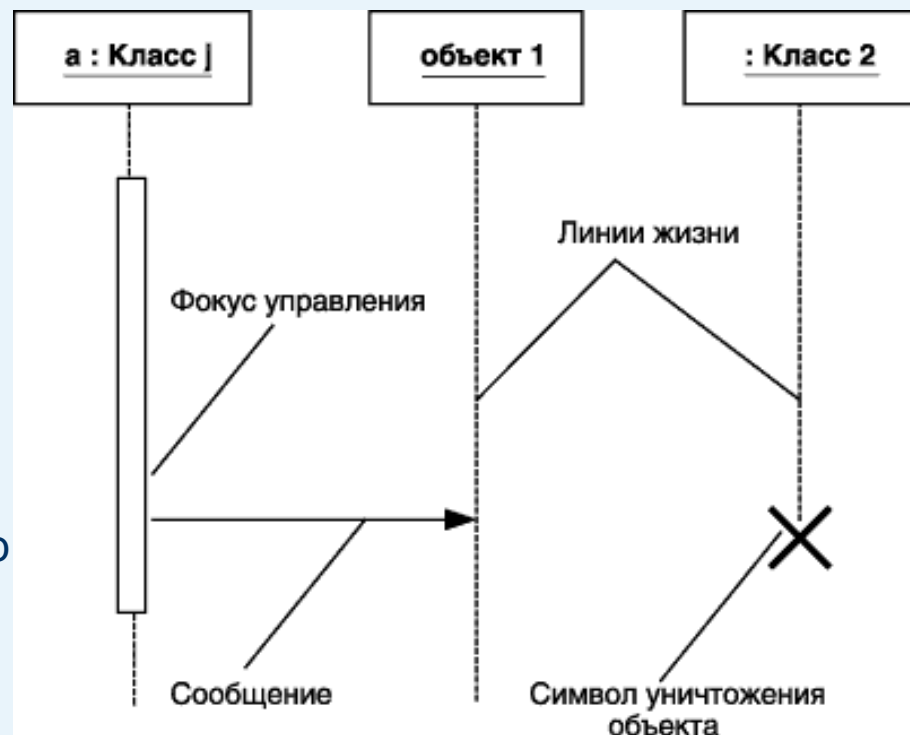 а : Класс j
объект 1
: Класс 2
Линии жизни
Фокус управления
о
Сообщение
Символ уничтожения
объекта